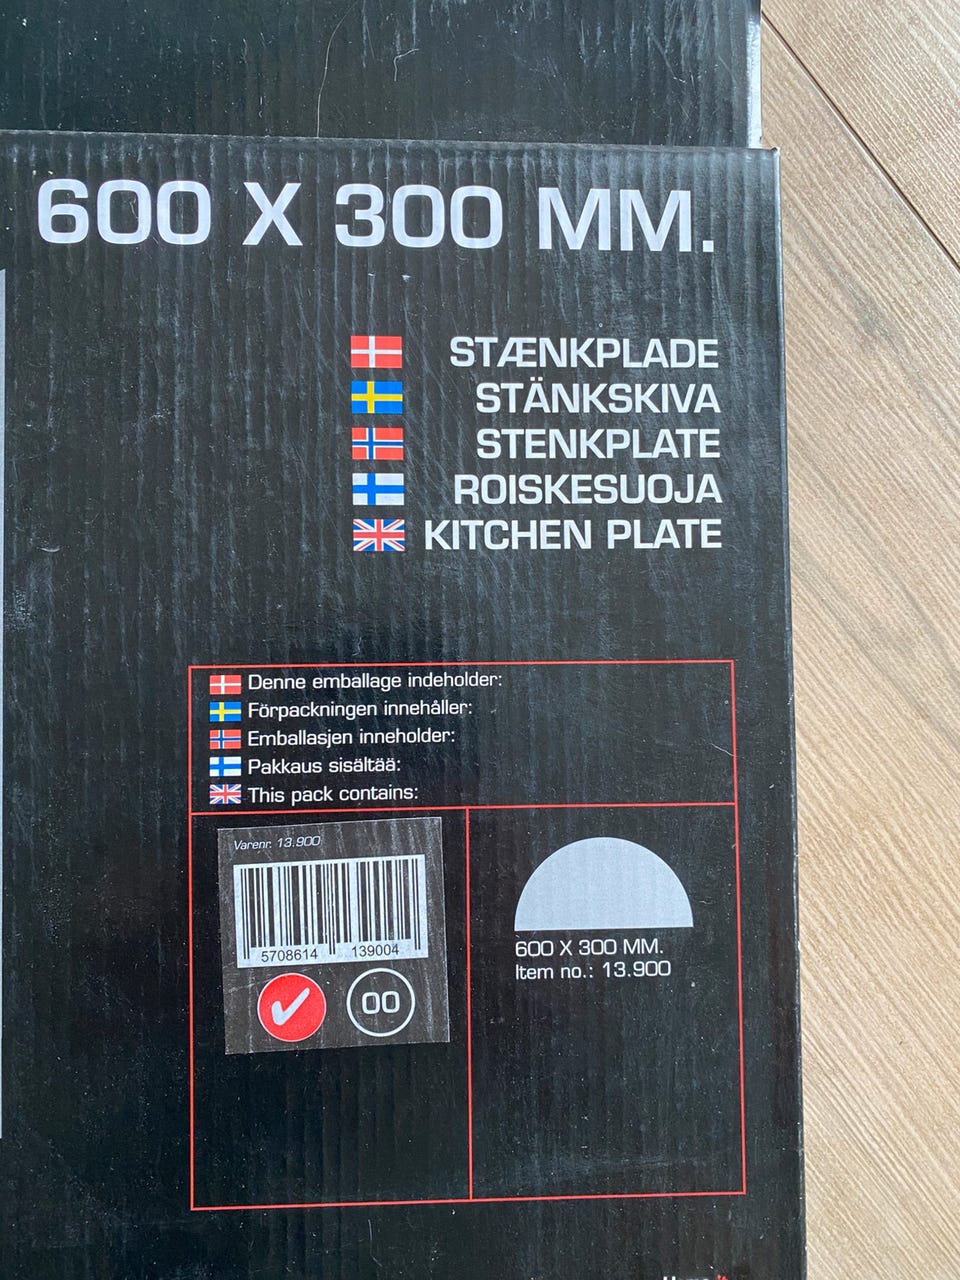 600 X 300 MM.
STÆNKPLADE
STÄNKSKIVA
STENKPLATE
ROISKESUOJA
KITCHEN PLATE
Denne emballage indeholder:
Förpackningen innehåller:
Emballasjen inneholder:
Pakkaus sisältää:
This pack contains:
Varenr. 13.900
5708614 139004
00
600 X 300 MM.
Item no.: 13.900